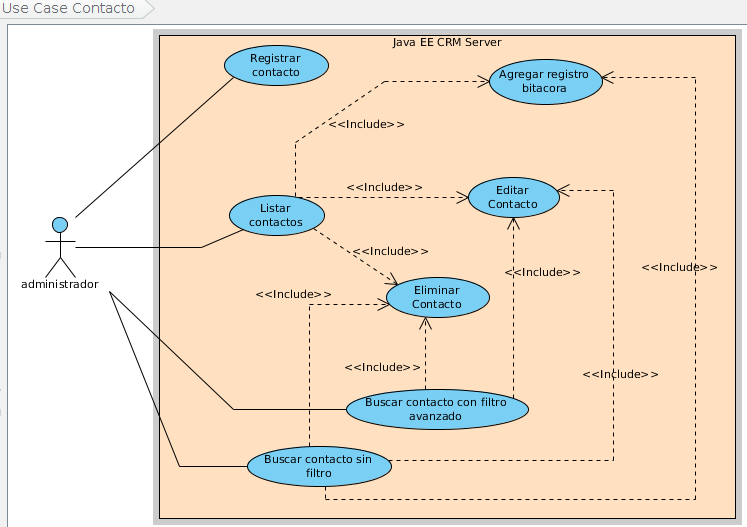 Use Case Contacto
Java EE CRM Server
Registrar
contacto
Agregar registro
bitacora
<<Include>>
<<Include>>
Editar
Contacto
Listar
contactos
<<Include>>
<<Include>>
<<Include>>
administrador
Eliminar
Contacto
<<Include>>
<<Include>>
<<Include>>
Buscar contacto con filtro
avanzado
Buscar contacto sin
filtro